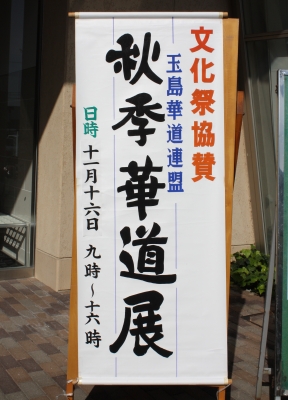 文化祭協賛
玉島華道連盟
秋季華道展
日時 十一月十六日 九時～十六時